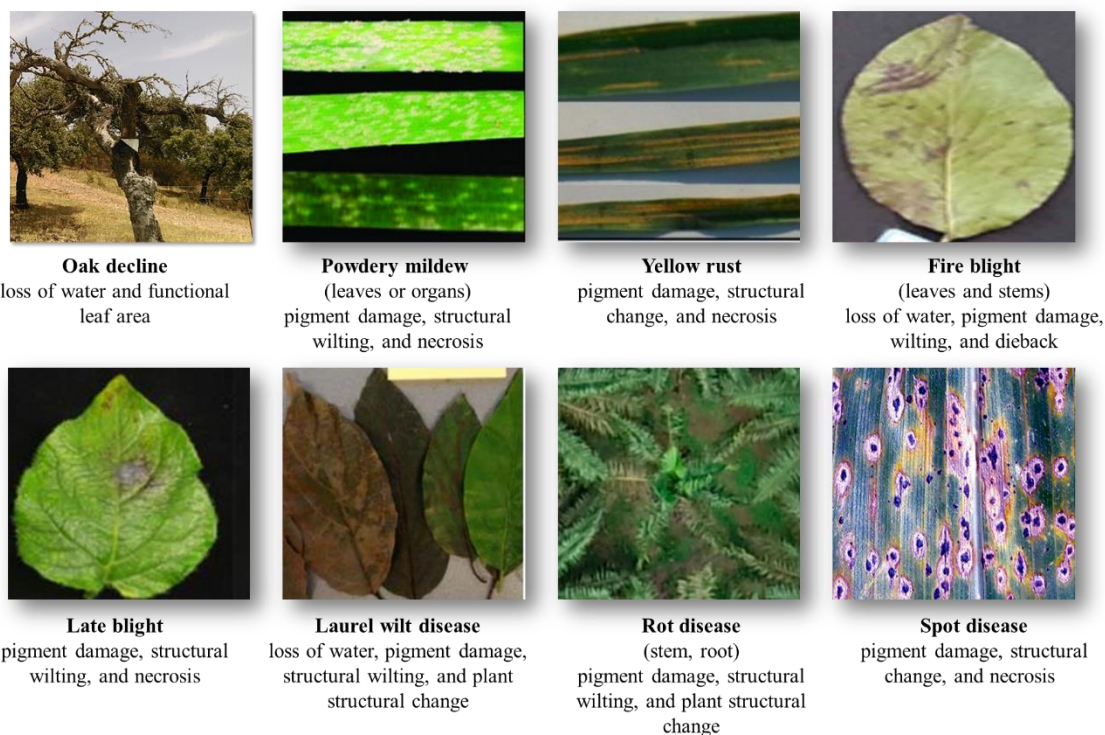 Oak decline
loss of water and functional
leaf area
Powdery mildew
(leaves or organs)
pigment damage, structural
wilting, and necrosis
Yellow rust
pigment damage, structural
change, and necrosis
Fire blight
(leaves and stems)
loss of water, pigment damage,
wilting, and dieback
Late blight
pigment damage, structural
wilting, and necrosis
Laurel wilt disease
loss of water, pigment damage,
structural wilting, and plant
structural change
Rot disease
(stem, root)
pigment damage, structural
wilting, and plant structural
change
Spot disease
pigment damage, structural
change, and necrosis